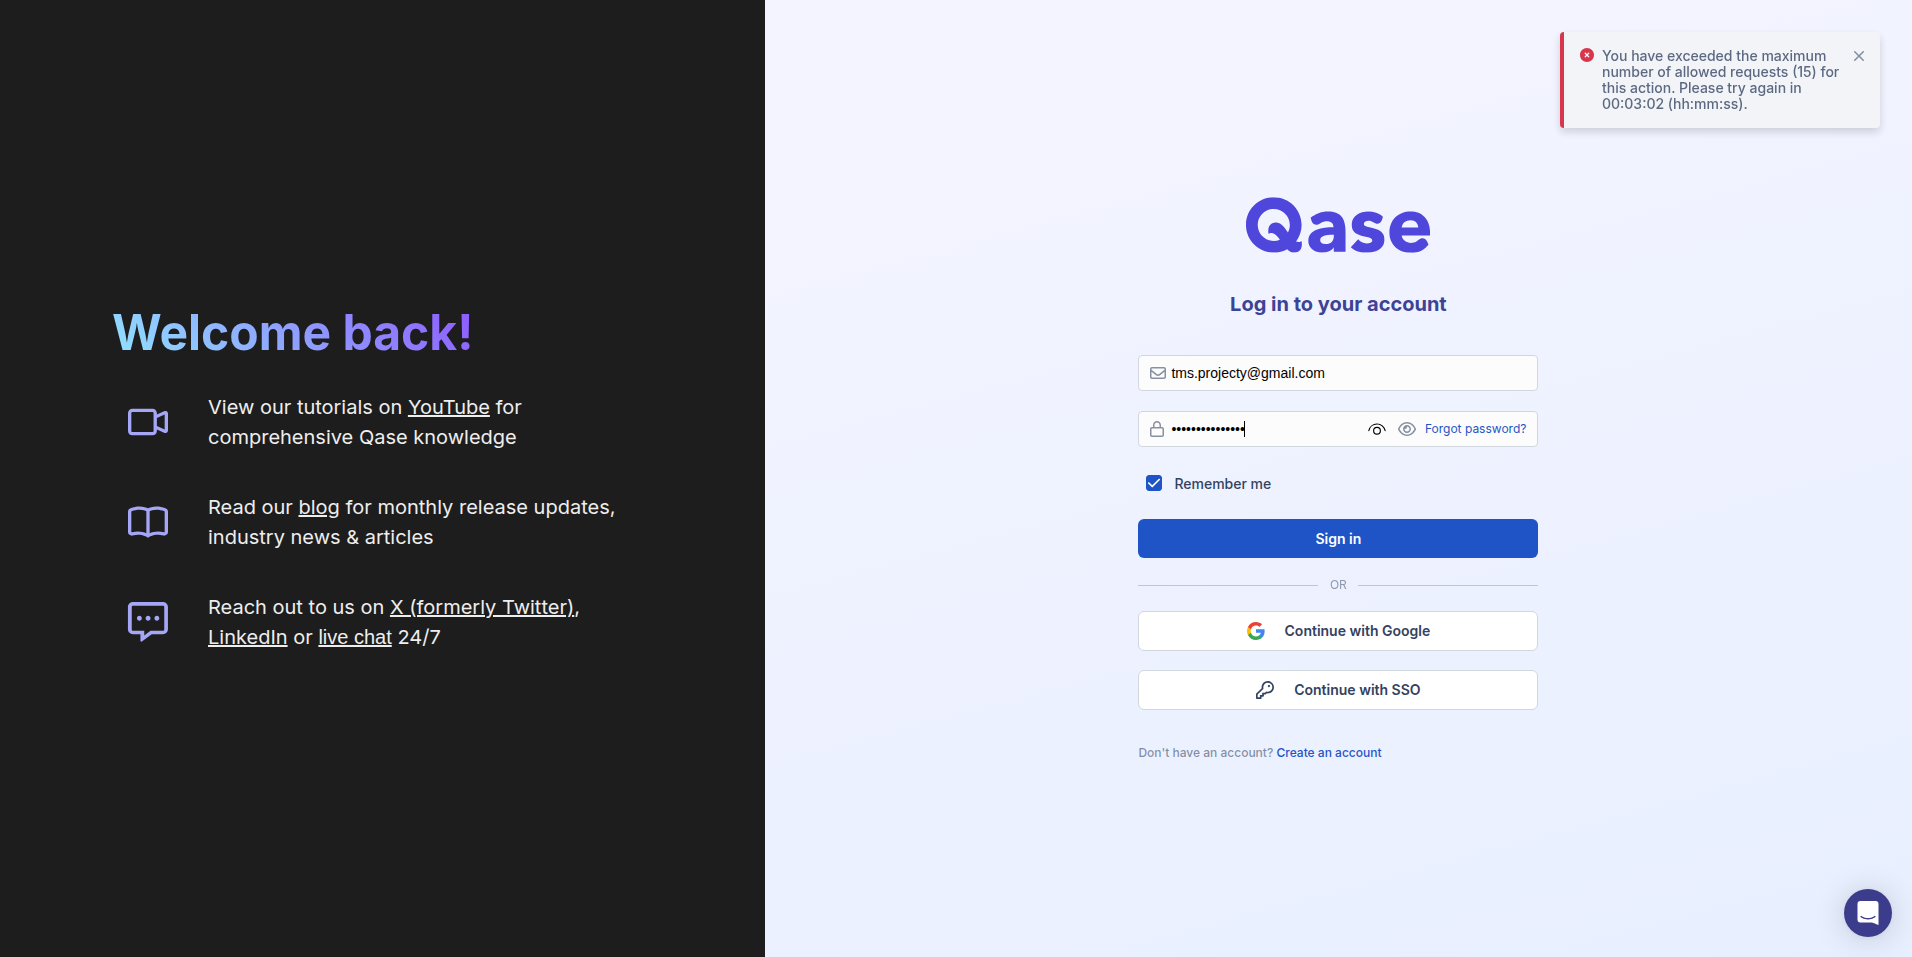 Welcome back!
View our tutorials on YouTube for
comprehensive Qase knowledge
Read our blog for monthly release updates,
industry news & articles
Reach out to us on X (formerly Twitter),
LinkedIn or live chat 24/7
You have exceeded the maximum
number of allowed requests (15) for
this action. Please try again in
00:03:02 (hh:mm:ss).
Qase
Log in to your account
tms.projecty@gmail.com
•••••••••••••••
Forgot password?
Remember me
Sign in
OR
Continue with Google
Continue with SSO
Don't have an account? Create an account